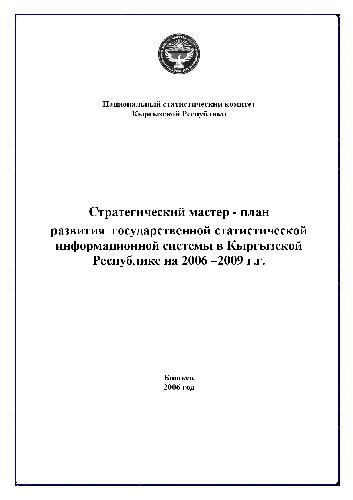 Национальный статистический комитет
Кыргызской Республики
Стратегический мастер - план
развития государственной статистической
информационной системы в Кыргызской
Республике на 2006 –2009 г.г.
Бишкек
2006 год